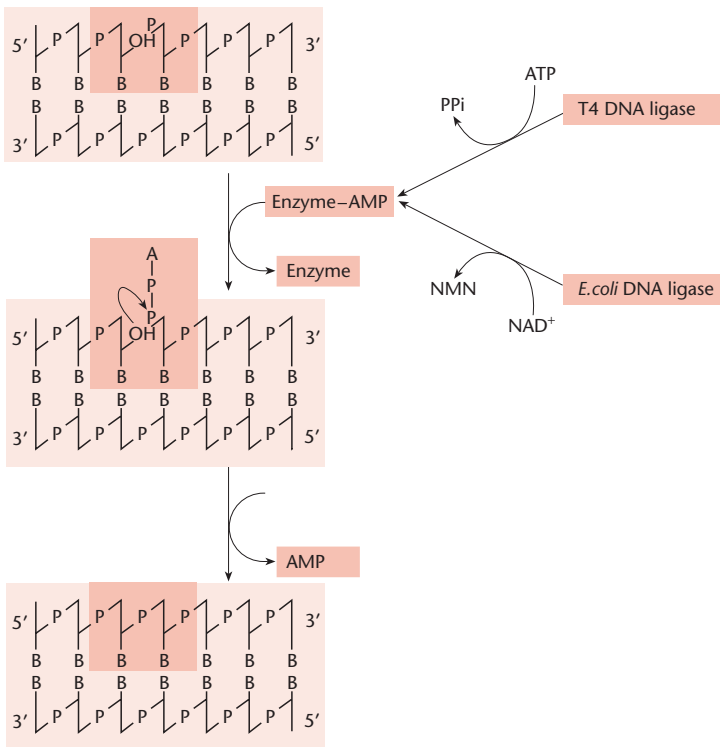 P
5′ P P OH P P P 3′
B B B B B B B
B B B B B B B
3′ P P P P P P 5′
ATP
PPi
T4 DNA ligase
Enzyme–AMP
Enzyme
NMN
NAD⁺
E.coli DNA ligase
A
P
P
5′ P P OH P P P 3′
B B B B B B B
B B B B B B B
3′ P P P P P P 5′
AMP
5′ P P P P P P 3′
B B B B B B B
B B B B B B B
3′ P P P P P P 5′